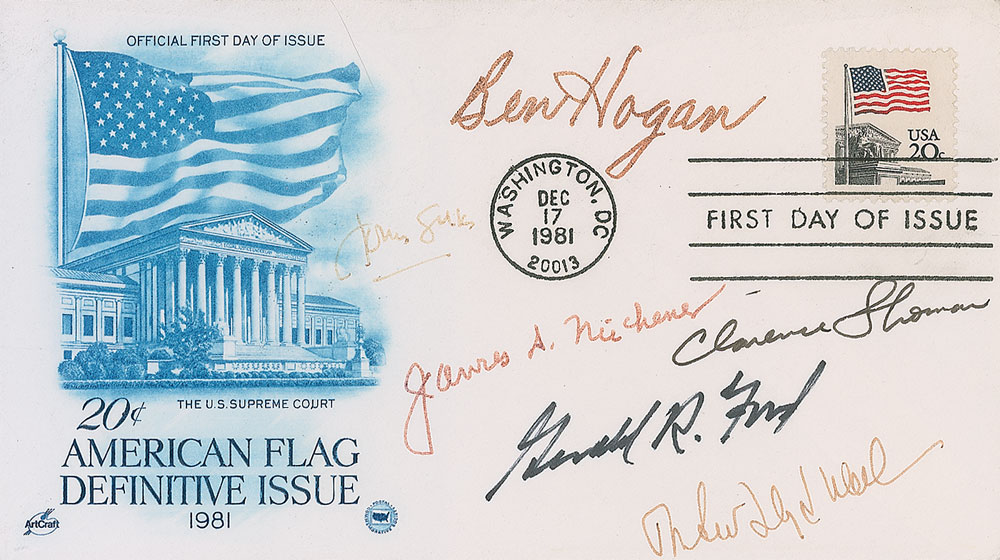 OFFICIAL FIRST DAY OF ISSUE
Ben Hogan
USA
20c
WASHINGTON, DC
DEC
17
1981
20013
FIRST DAY OF ISSUE
James A. Michener
Clarence Thomas
Gerald R. Ford
20¢
THE U.S. SUPREME COURT
AMERICAN FLAG
DEFINITIVE ISSUE
1981
ArtCraft